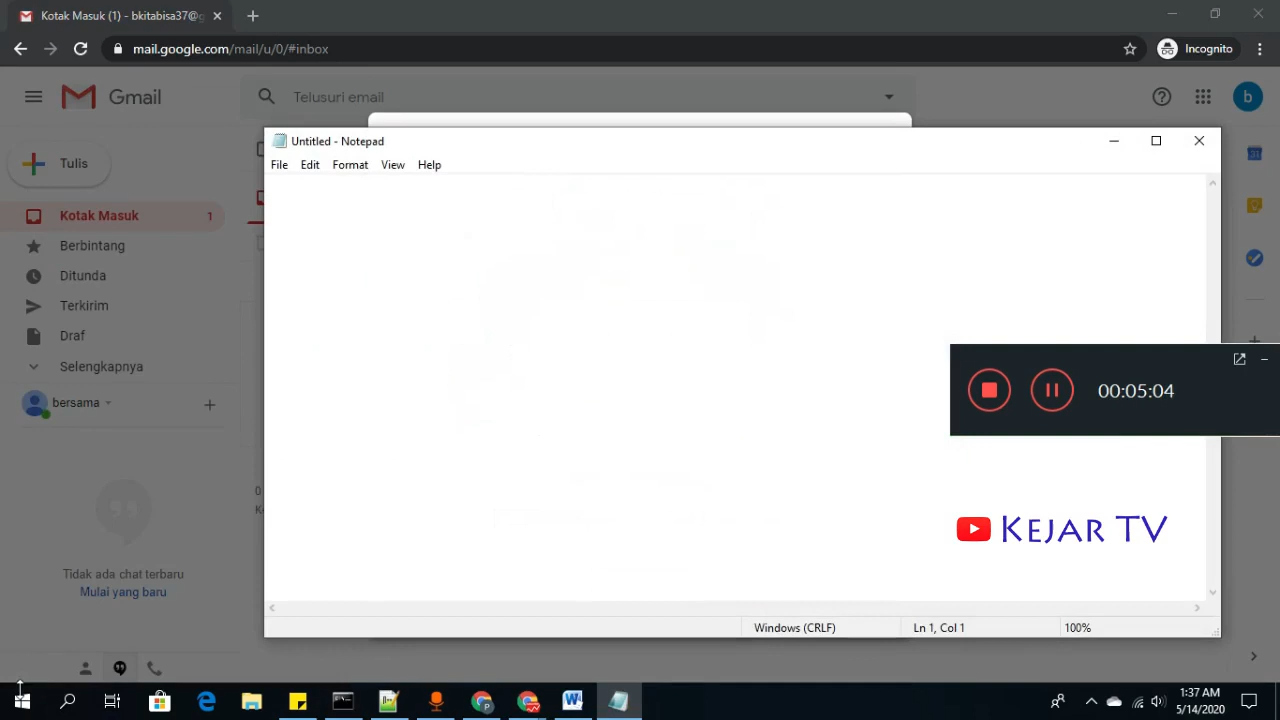 Kotak Masuk (1) - bkitabisa37@g
mail.google.com/mail/u/0/#inbox
Incognito
Gmail
Telusuri email
b
Untitled - Notepad
File Edit Format View Help
Tulis
Kotak Masuk 1
Berbintang
Ditunda
Terkirim
Draf
Selengkapnya
bersama
00:05:04
0
Kejar TV
Tidak ada chat terbaru
Mulai yang baru
Windows (CRLF) Ln 1, Col 1 100%
1:37 AM
5/14/2020